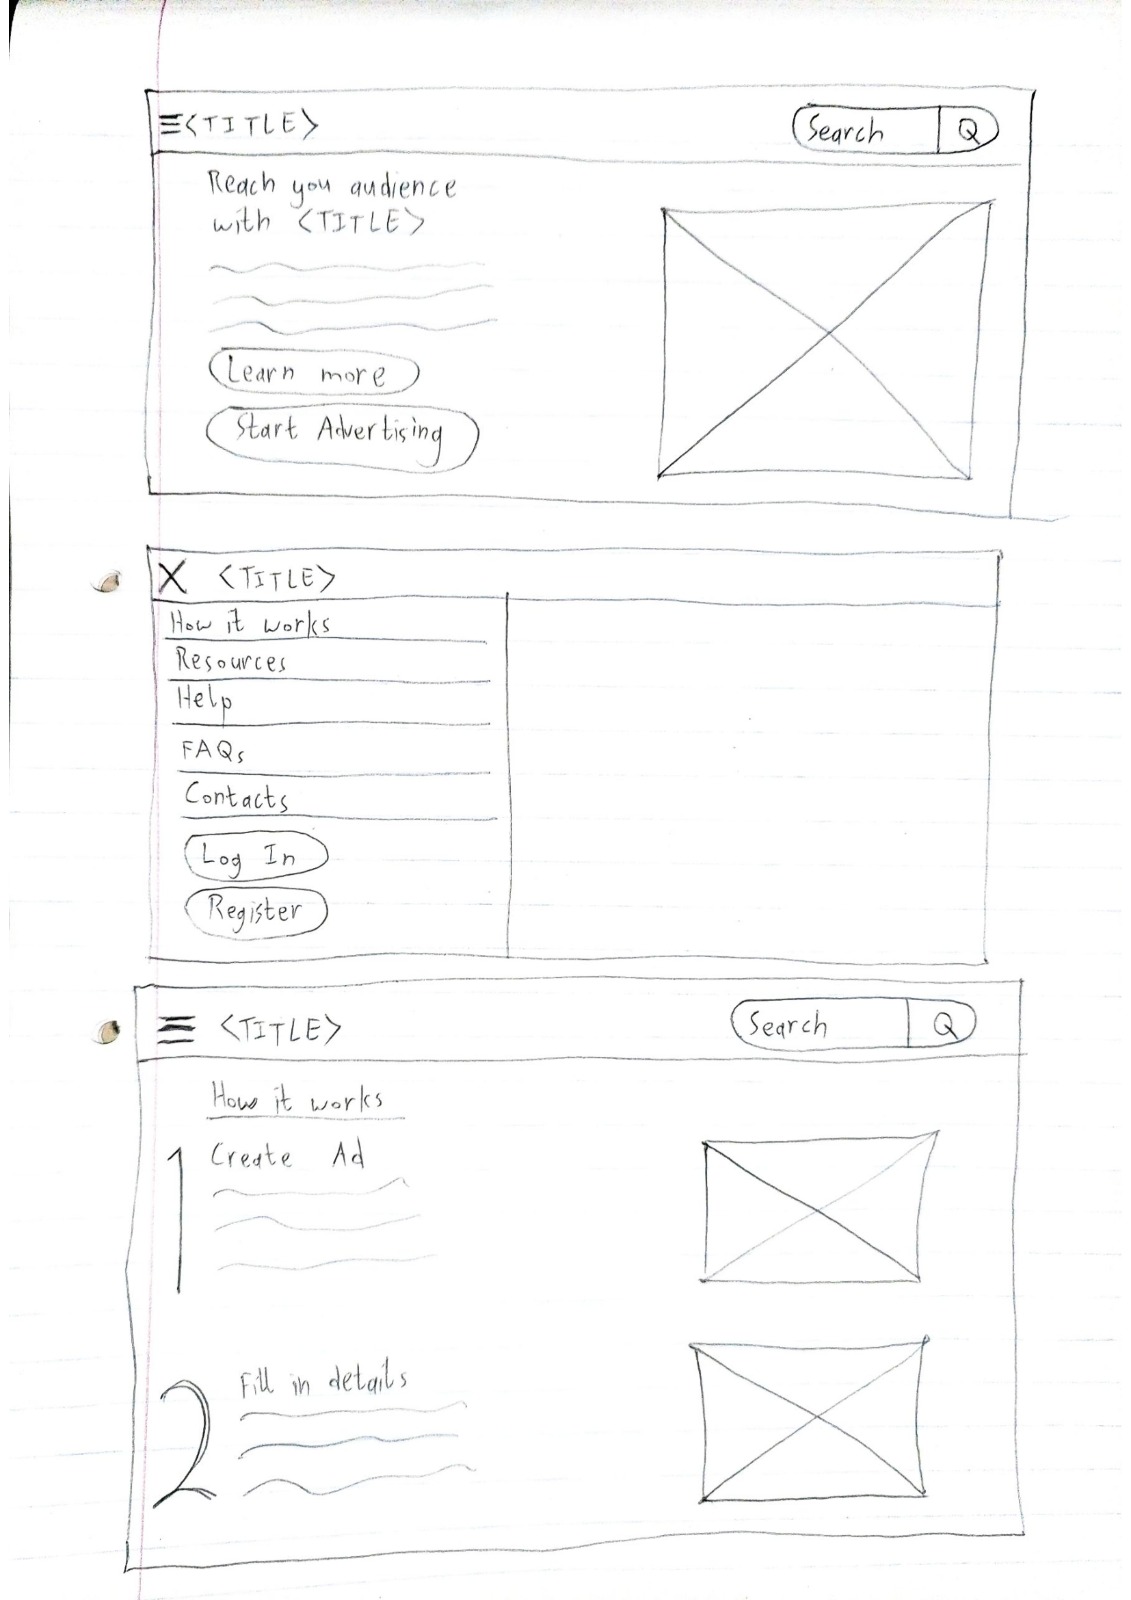 <TITLE>
Search
Reach you audience
with <TITLE>
Learn more
Start Advertising
X <TITLE>
How it works
Resources
Help
FAQs
Contacts
Log In
Register
<TITLE>
Search
How it works
1 Create Ad
2 Fill in details